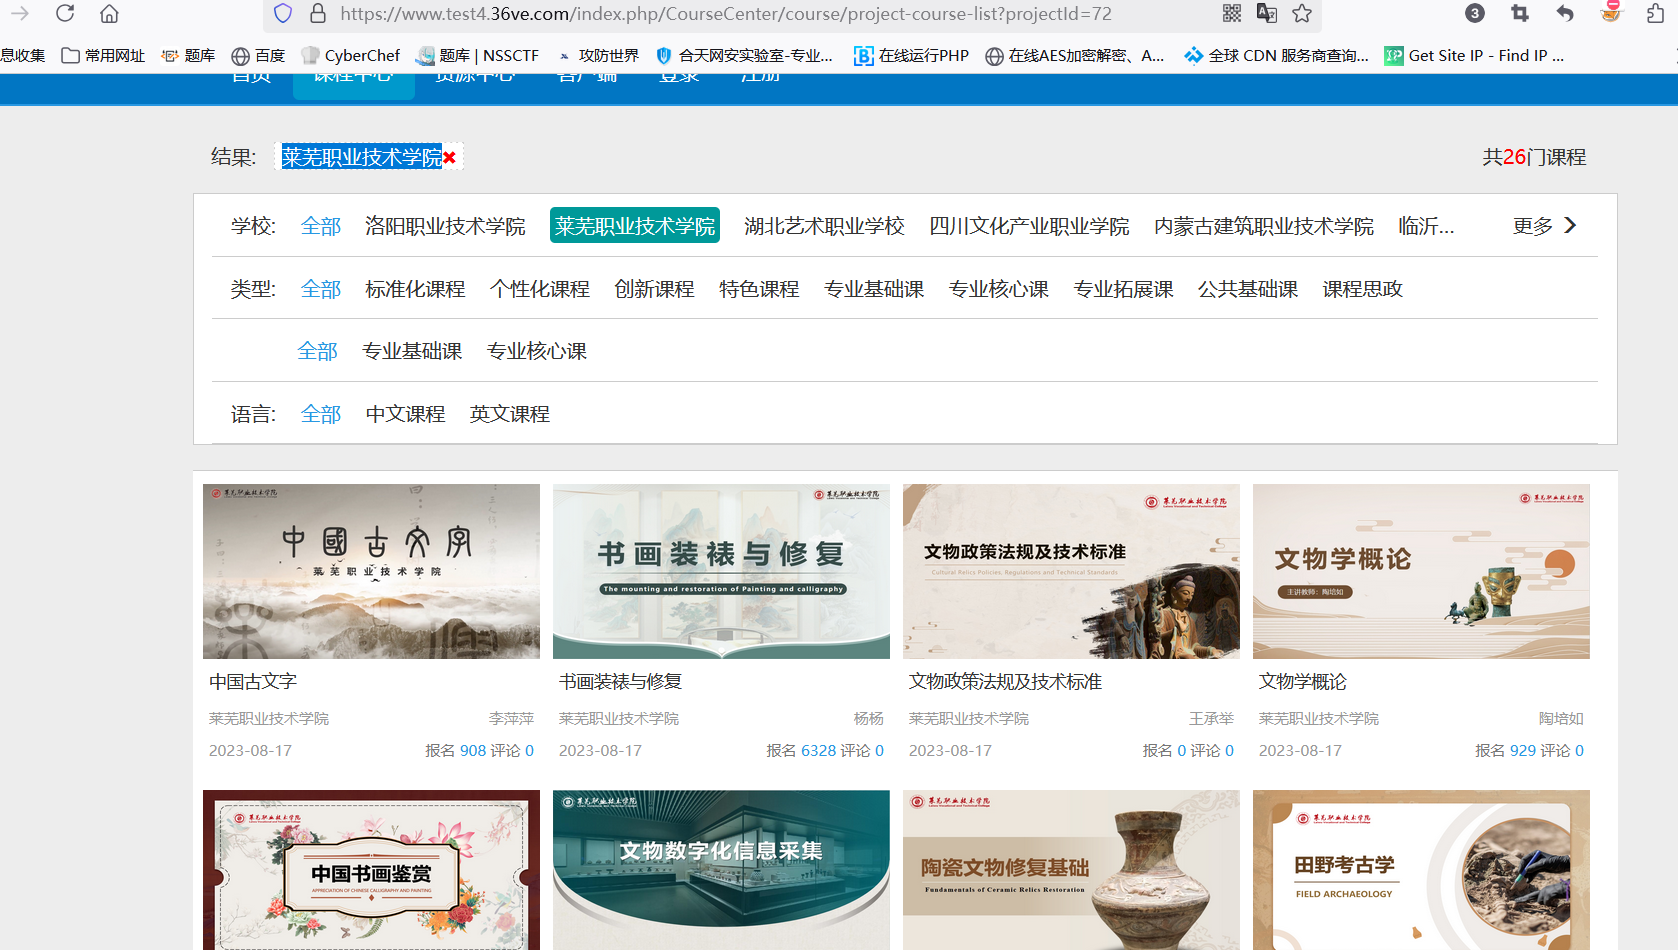 https://www.test4.36ve.com/index.php/CourseCenter/course/project-course-list?projectId=72
3
息收集 常用网址 题库 百度 CyberChef 题库 | NSSCTF 攻防世界 合天网安实验室-专业... 在线运行PHP 在线AES加密解密、A... 全球 CDN 服务商查询... Get Site IP - Find IP ...
首页 课程中心 资源中心 客户端 登录 注册
结果: 莱芜职业技术学院 共26门课程
学校: 全部 洛阳职业技术学院 莱芜职业技术学院 湖北艺术职业学校 四川文化产业职业学院 内蒙古建筑职业技术学院 临沂... 更多
类型: 全部 标准化课程 个性化课程 创新课程 特色课程 专业基础课 专业核心课 专业拓展课 公共基础课 课程思政
全部 专业基础课 专业核心课
语言: 全部 中文课程 英文课程
莱芜职业技术学院
中國古文字
莱芜职业技术学院
莱芜职业技术学院
书画装裱与修复
The mounting and restoration of Painting and calligraphy
莱芜职业技术学院
文物政策法规及技术标准
Cultural Relics Policies, Regulations and Technical Standards
莱芜职业技术学院
文物学概论
主讲教师: 陶培如
中国古文字
莱芜职业技术学院 李萍萍
2023-08-17 报名 908 评论 0
书画装裱与修复
莱芜职业技术学院 杨杨
2023-08-17 报名 6328 评论 0
文物政策法规及技术标准
莱芜职业技术学院 王承举
2023-08-17 报名 0 评论 0
文物学概论
莱芜职业技术学院 陶培如
2023-08-17 报名 929 评论 0
莱芜职业技术学院
中国书画鉴赏
APPRECIATION OF CHINESE CALLIGRAPHY AND PAINTING
莱芜职业技术学院
文物数字化信息采集
莱芜职业技术学院
陶瓷文物修复基础
Fundamentals of Ceramic Relics Restoration
莱芜职业技术学院
田野考古学
FIELD ARCHAEOLOGY